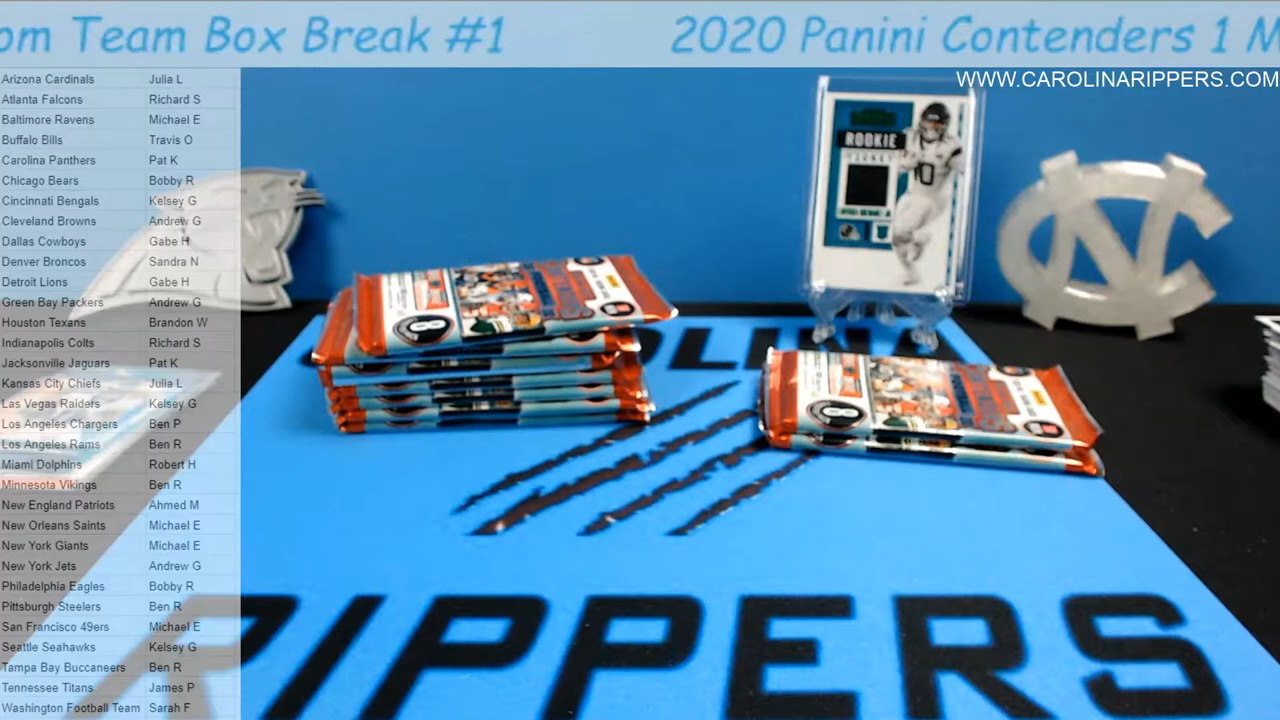 om Team Box Break #1 2020 Panini Contenders 1 M
WWW.CAROLINARIPPERS.COM
Arizona Cardinals Julia L
Atlanta Falcons Richard S
Baltimore Ravens Michael E
Buffalo Bills Travis O
Carolina Panthers Pat K
Chicago Bears Bobby R
Cincinnati Bengals Kelsey G
Cleveland Browns Andrew G
Dallas Cowboys Gabe H
Denver Broncos Sandra N
Detroit Lions Gabe H
Green Bay Packers Andrew G
Houston Texans Brandon W
Indianapolis Colts Richard S
Jacksonville Jaguars Pat K
Kansas City Chiefs Julia L
Las Vegas Raiders Kelsey G
Los Angeles Chargers Ben P
Los Angeles Rams Ben R
Miami Dolphins Robert H
Minnesota Vikings Ben R
New England Patriots Ahmed M
New Orleans Saints Michael E
New York Giants Michael E
New York Jets Andrew G
Philadelphia Eagles Bobby R
Pittsburgh Steelers Ben R
San Francisco 49ers Michael E
Seattle Seahawks Kelsey G
Tampa Bay Buccaneers Ben R
Tennessee Titans James P
Washington Football Team Sarah F
ROOKIE
TICKET
10
NC
8
8
RIPPERS